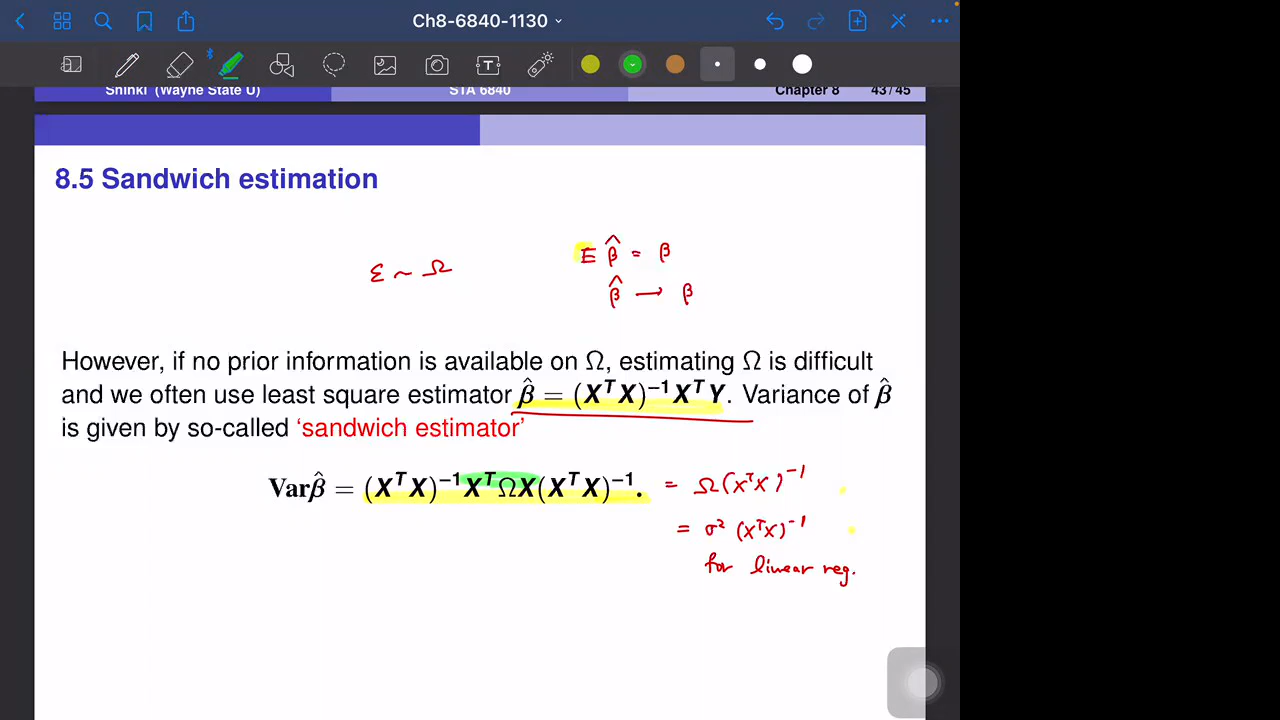 Ch8-6840-1130
Shinki (Wayne State U) STA 6840 Chapter 8 43/45
8.5 Sandwich estimation
E β̂ = β
ε ~ Ω
β̂ → β
However, if no prior information is available on Ω, estimating Ω is difficult
and we often use least square estimator β̂ = (XᵀX)⁻¹XᵀY. Variance of β̂
is given by so-called ‘sandwich estimator’
Varβ̂ = (XᵀX)⁻¹XᵀΩX(XᵀX)⁻¹. = Ω(XᵀX)⁻¹
= σ² (XᵀX)⁻¹
for linear reg.